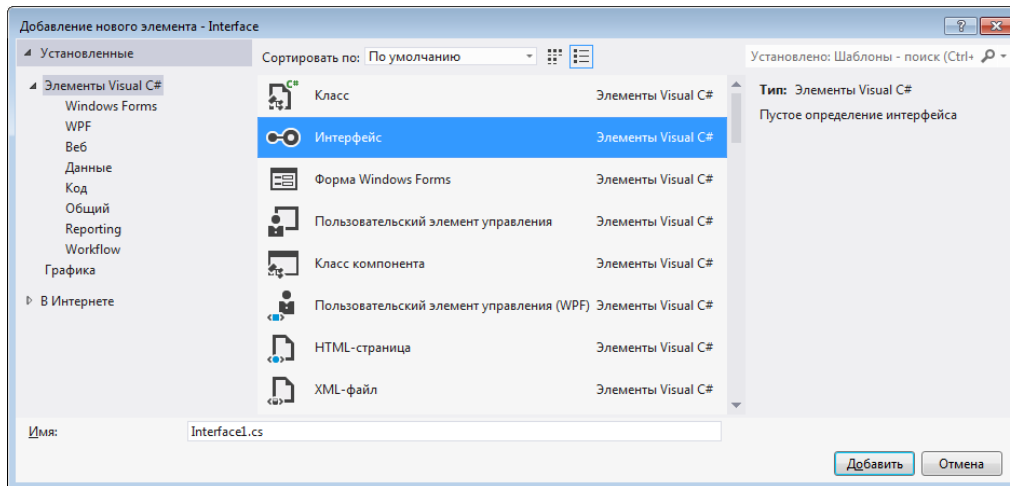 Добавление нового элемента - Interface
Установленные
Сортировать по: По умолчанию
Установлено: Шаблоны - поиск (Ctrl+
Элементы Visual C#
Windows Forms
WPF
Веб
Данные
Код
Общий
Reporting
Workflow
Графика
В Интернете
C#
Класс Элементы Visual C#
Интерфейс Элементы Visual C#
Форма Windows Forms Элементы Visual C#
Пользовательский элемент управления Элементы Visual C#
Класс компонента Элементы Visual C#
Пользовательский элемент управления (WPF) Элементы Visual C#
HTML-страница Элементы Visual C#
XML-файл Элементы Visual C#
Тип: Элементы Visual C#
Пустое определение интерфейса
Имя: Interface1.cs
Добавить Отмена